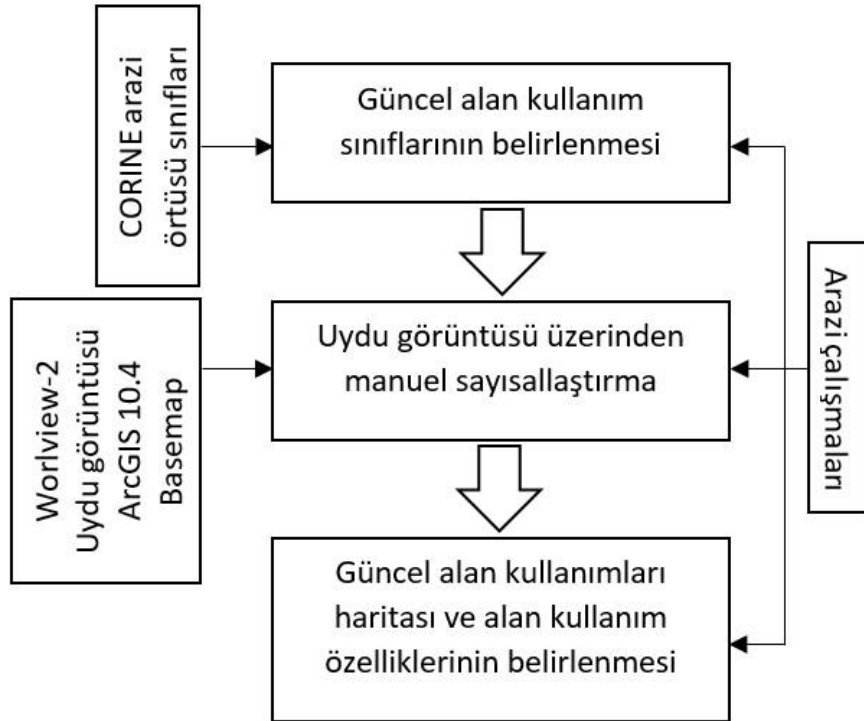 CORINE arazi
örtüsü sınıfları
Güncel alan kullanım
sınıflarının belirlenmesi
Worlview-2
Uydu görüntüsü
ArcGIS 10.4
Basemap
Uydu görüntüsü üzerinden
manuel sayısallaştırma
Arazi çalışmaları
Güncel alan kullanımları
haritası ve alan kullanım
özelliklerinin belirlenmesi